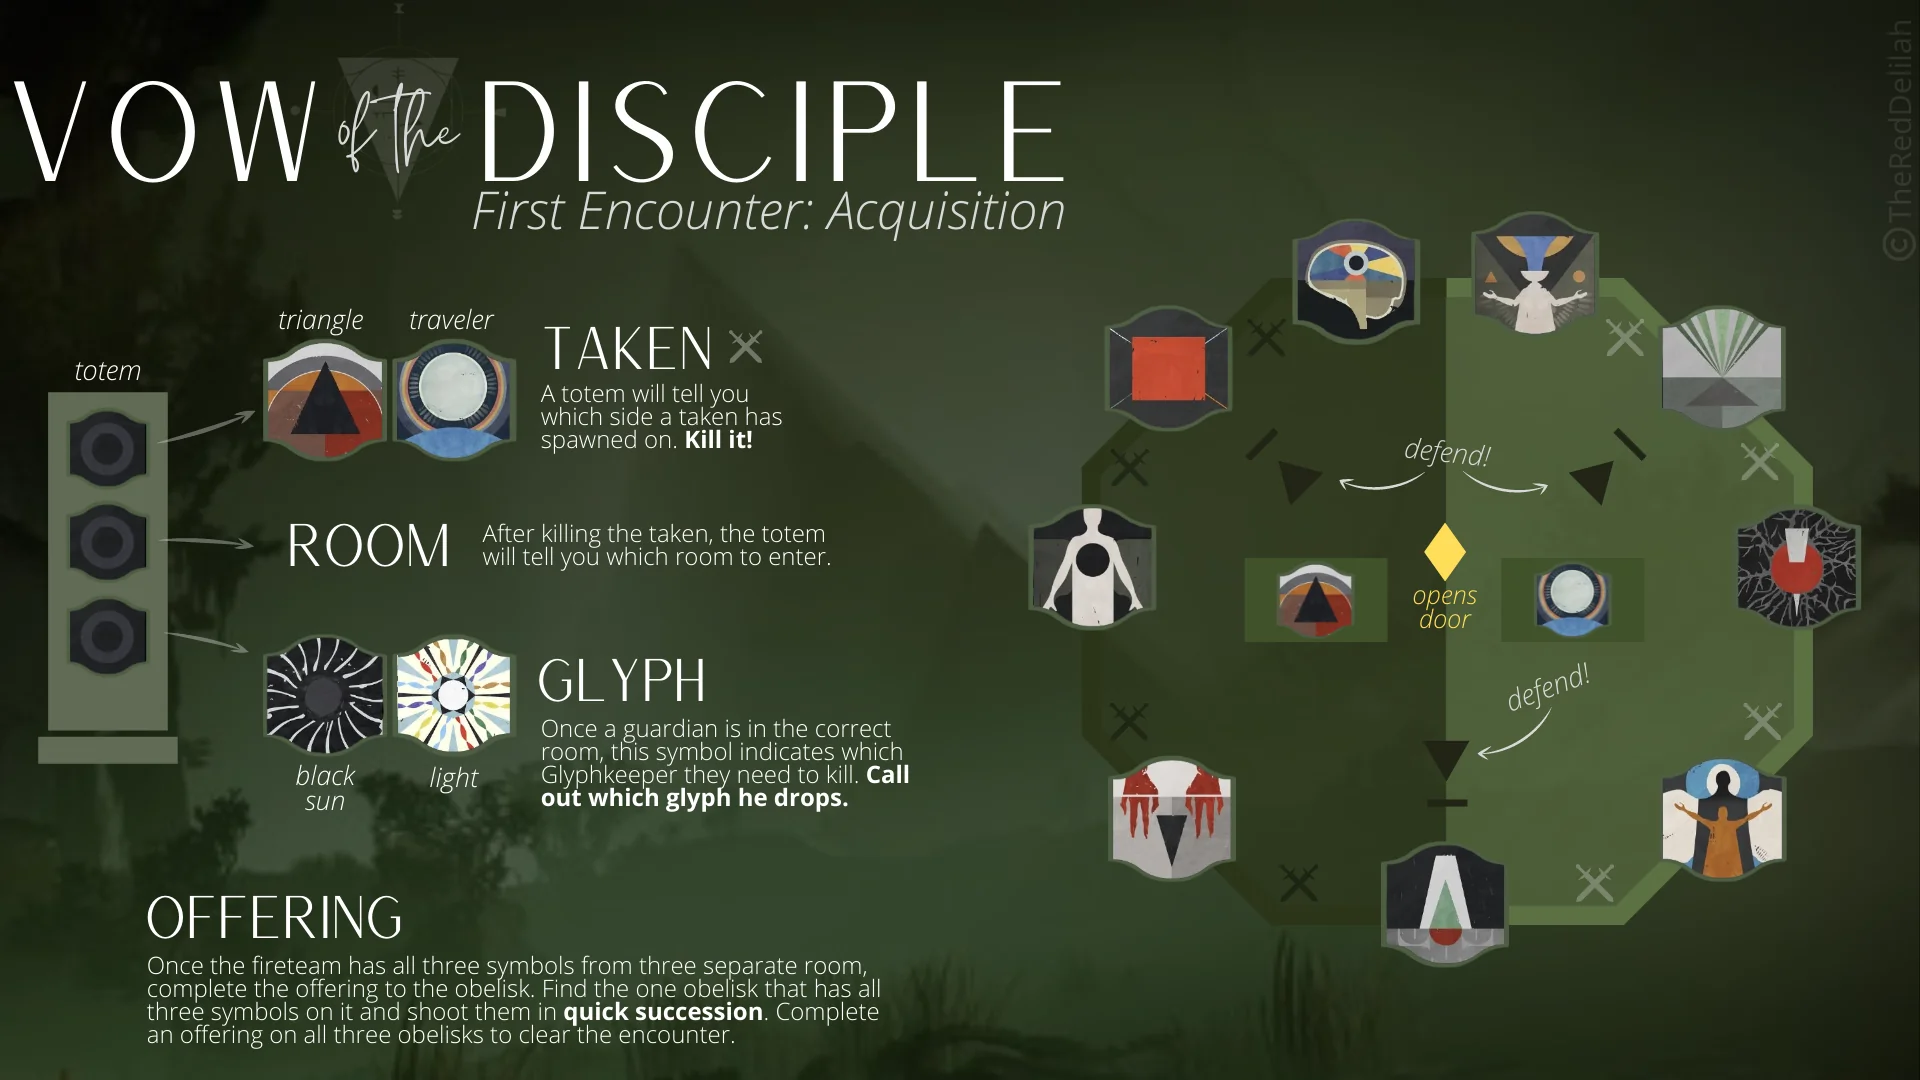 VOW of the DISCIPLE
First Encounter: Acquisition
©TheRedDelilah
totem
triangle
traveler
TAKEN
A totem will tell you
which side a taken has
spawned on. Kill it!
ROOM
After killing the taken, the totem
will tell you which room to enter.
black
sun
light
GLYPH
Once a guardian is in the correct
room, this symbol indicates which
Glyphkeeper they need to kill. Call
out which glyph he drops.
OFFERING
Once the fireteam has all three symbols from three separate room,
complete the offering to the obelisk. Find the one obelisk that has all
three symbols on it and shoot them in quick succession. Complete
an offering on all three obelisks to clear the encounter.
defend!
opens
door
defend!